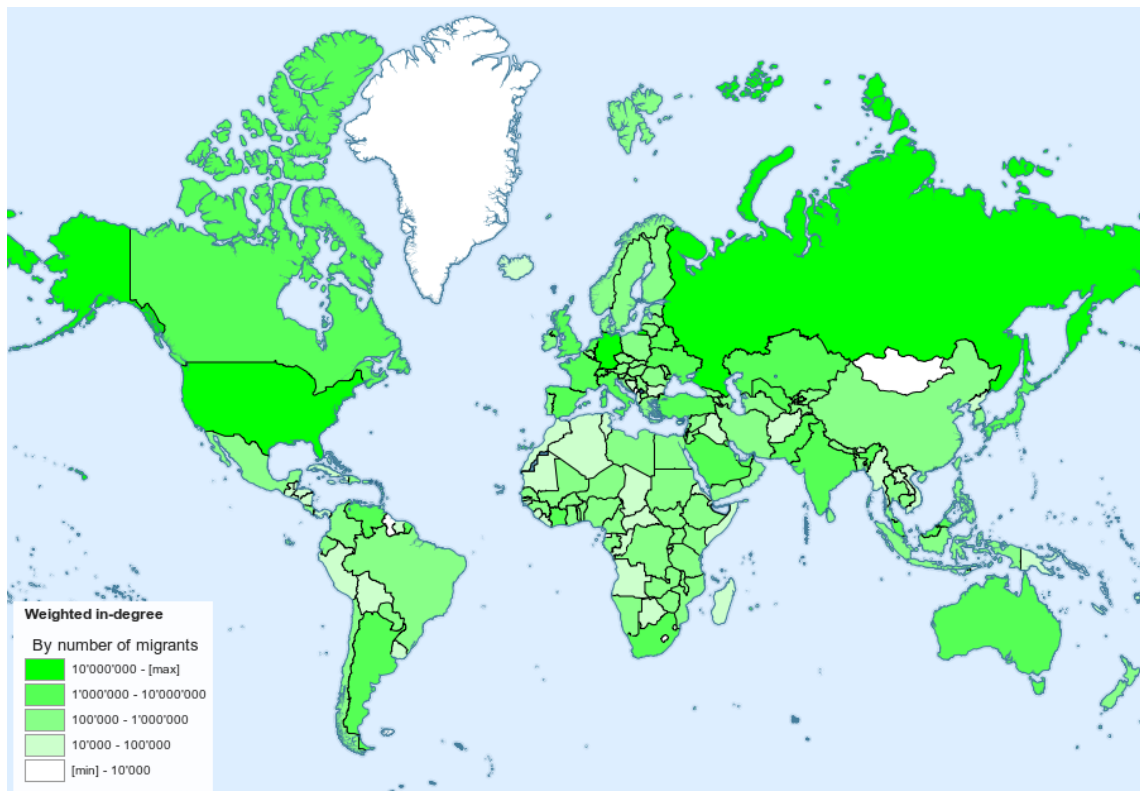 Weighted in-degree
By number of migrants
10'000'000 - [max]
1'000'000 - 10'000'000
100'000 - 1'000'000
10'000 - 100'000
[min] - 10'000